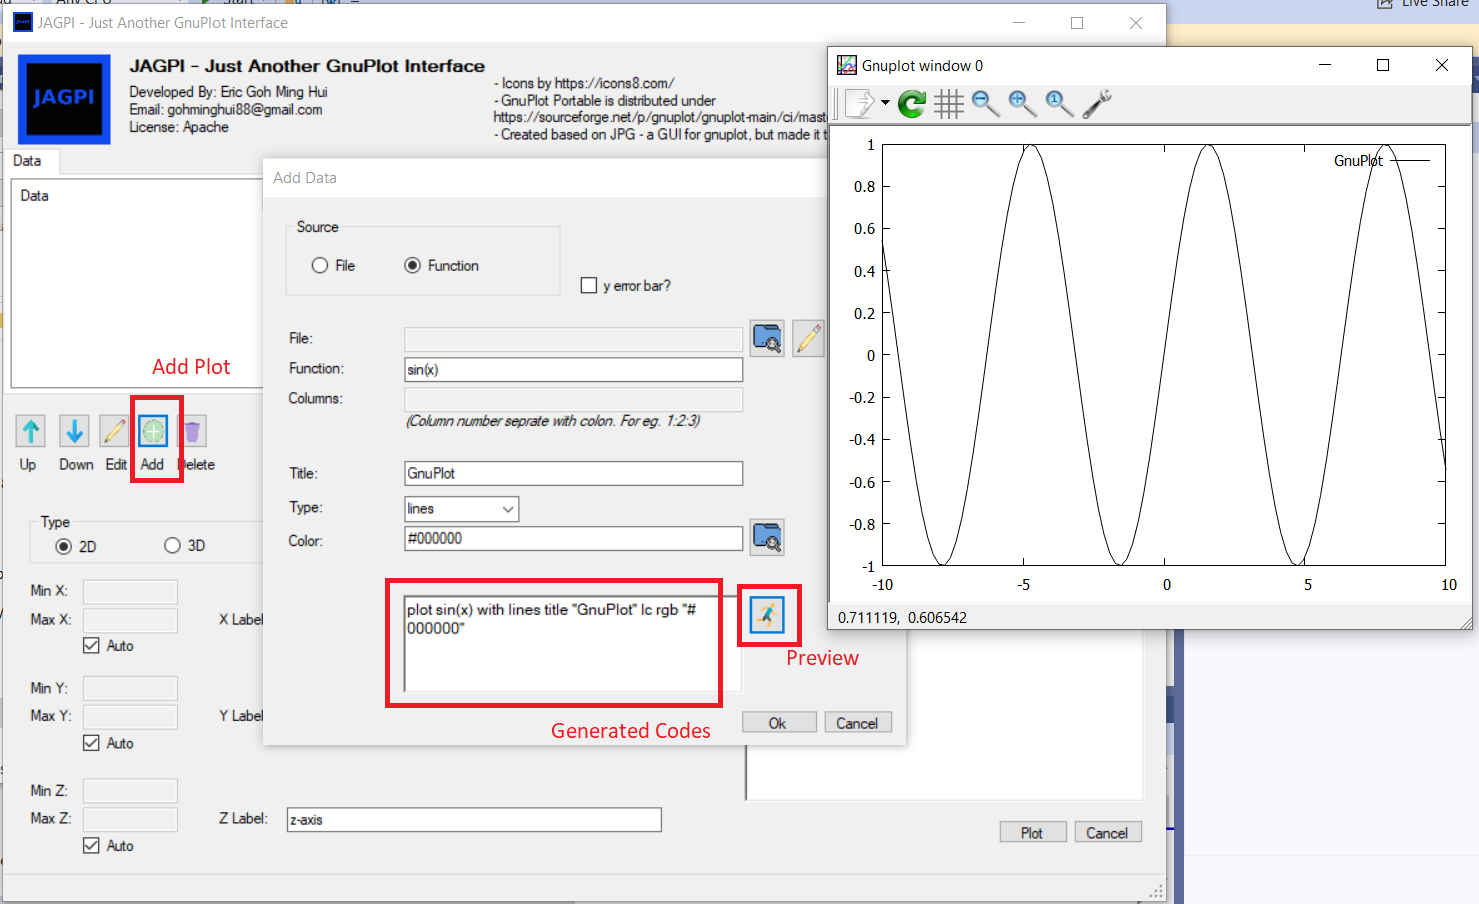 Any CPU
Start
Live Share
JAGPI - Just Another GnuPlot Interface
JAGPI
JAGPI - Just Another GnuPlot Interface
Developed By: Eric Goh Ming Hui
Email: gohminghui88@gmail.com
License: Apache
- Icons by https://icons8.com/
- GnuPlot Portable is distributed under
https://sourceforge.net/p/gnuplot/gnuplot-main/ci/mast
- Created based on JPG - a GUI for gnuplot, but made it t
Data
Data
Add Plot
Up
Down
Edit
Add
Delete
Type
2D
3D
Min X:
Max X:
X Label
Auto
Min Y:
Max Y:
Y Label
Auto
Min Z:
Max Z:
Z Label:
z-axis
Auto
Plot
Cancel
Add Data
Source
File
Function
y error bar?
File:
Function:
sin(x)
Columns:
(Column number seprate with colon. For eg. 1:2:3)
Title:
GnuPlot
Type:
lines
Color:
#000000
plot sin(x) with lines title "GnuPlot" lc rgb "#
000000"
Preview
Generated Codes
Ok
Cancel
Gnuplot window 0
1
GnuPlot
1
0.8
0.6
0.4
0.2
0
-0.2
-0.4
-0.6
-0.8
-1
-10
-5
0
5
10
0.711119, 0.606542